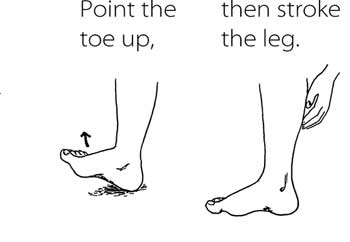 Point the
toe up,
then stroke
the leg.